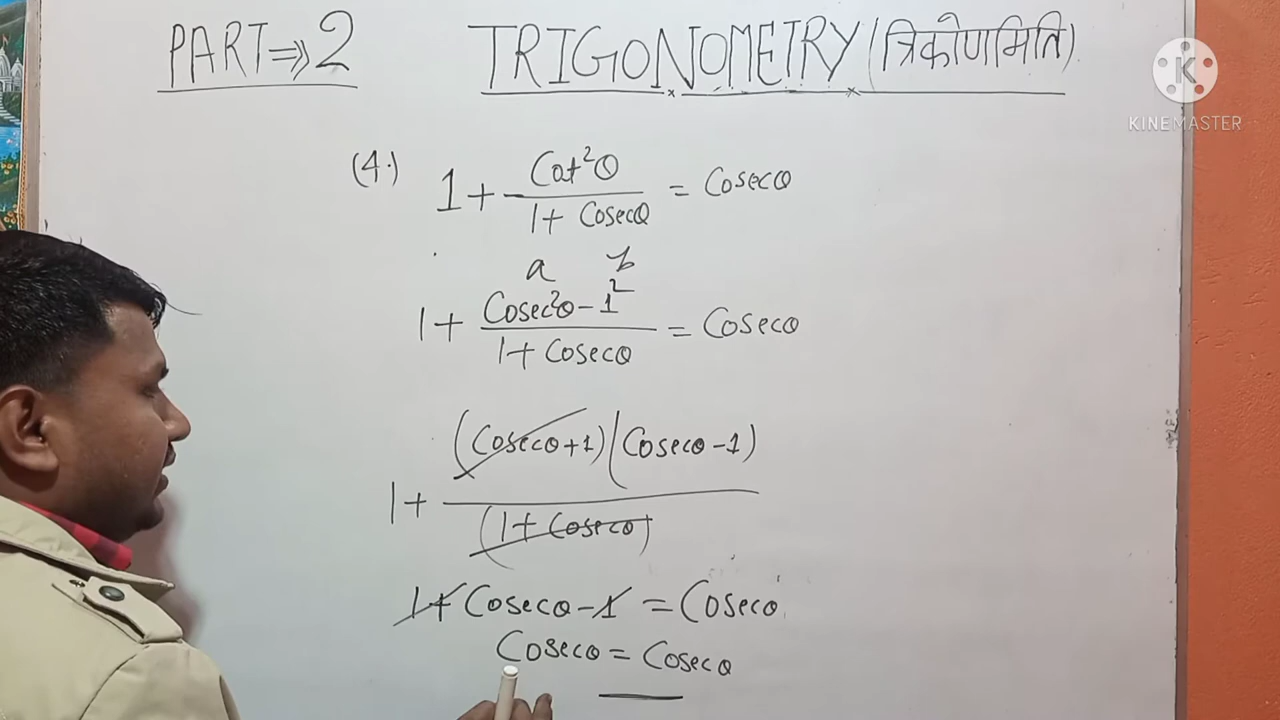 PART⇒2 TRIGONOMETRY (त्रिकोणमिति)
KINEMASTER
(4.) 1 + Cot²θ / 1 + Cosecθ = Cosecθ
a b
1 + Cosec²θ - 1² / 1 + Cosecθ = Cosecθ
1 + (Cosecθ+1)(Cosecθ-1) / (1 + Cosecθ)
1 + Cosecθ - 1 = Cosecθ
Cosecθ = Cosecθ